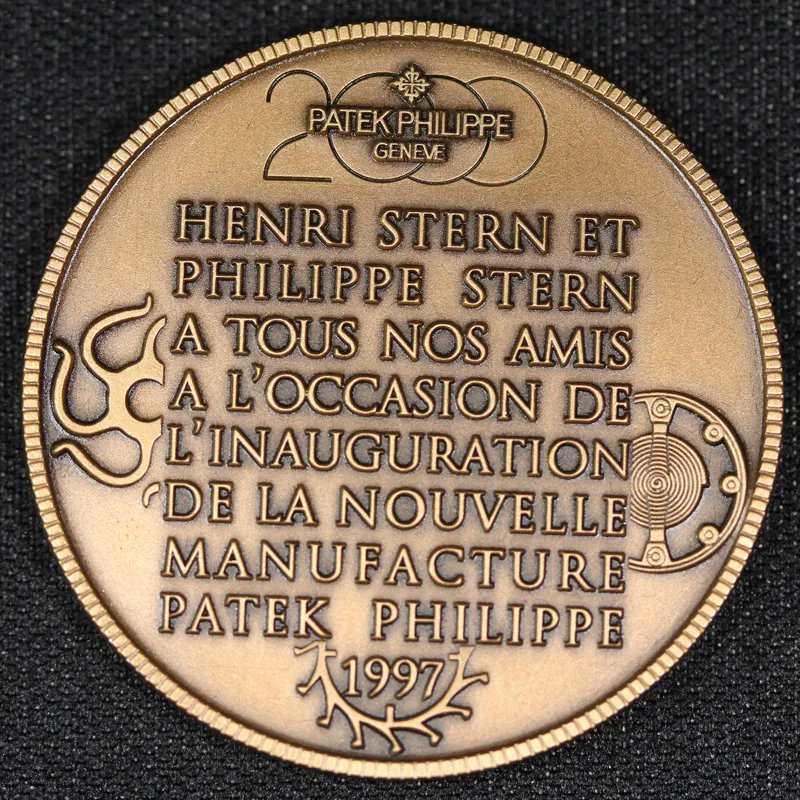 2000
PATEK PHILIPPE
GENEVE
HENRI STERN ET
PHILIPPE STERN
A TOUS NOS AMIS
A L'OCCASION DE
L'INAUGURATION
DE LA NOUVELLE
MANUFACTURE
PATEK PHILIPPE
1997